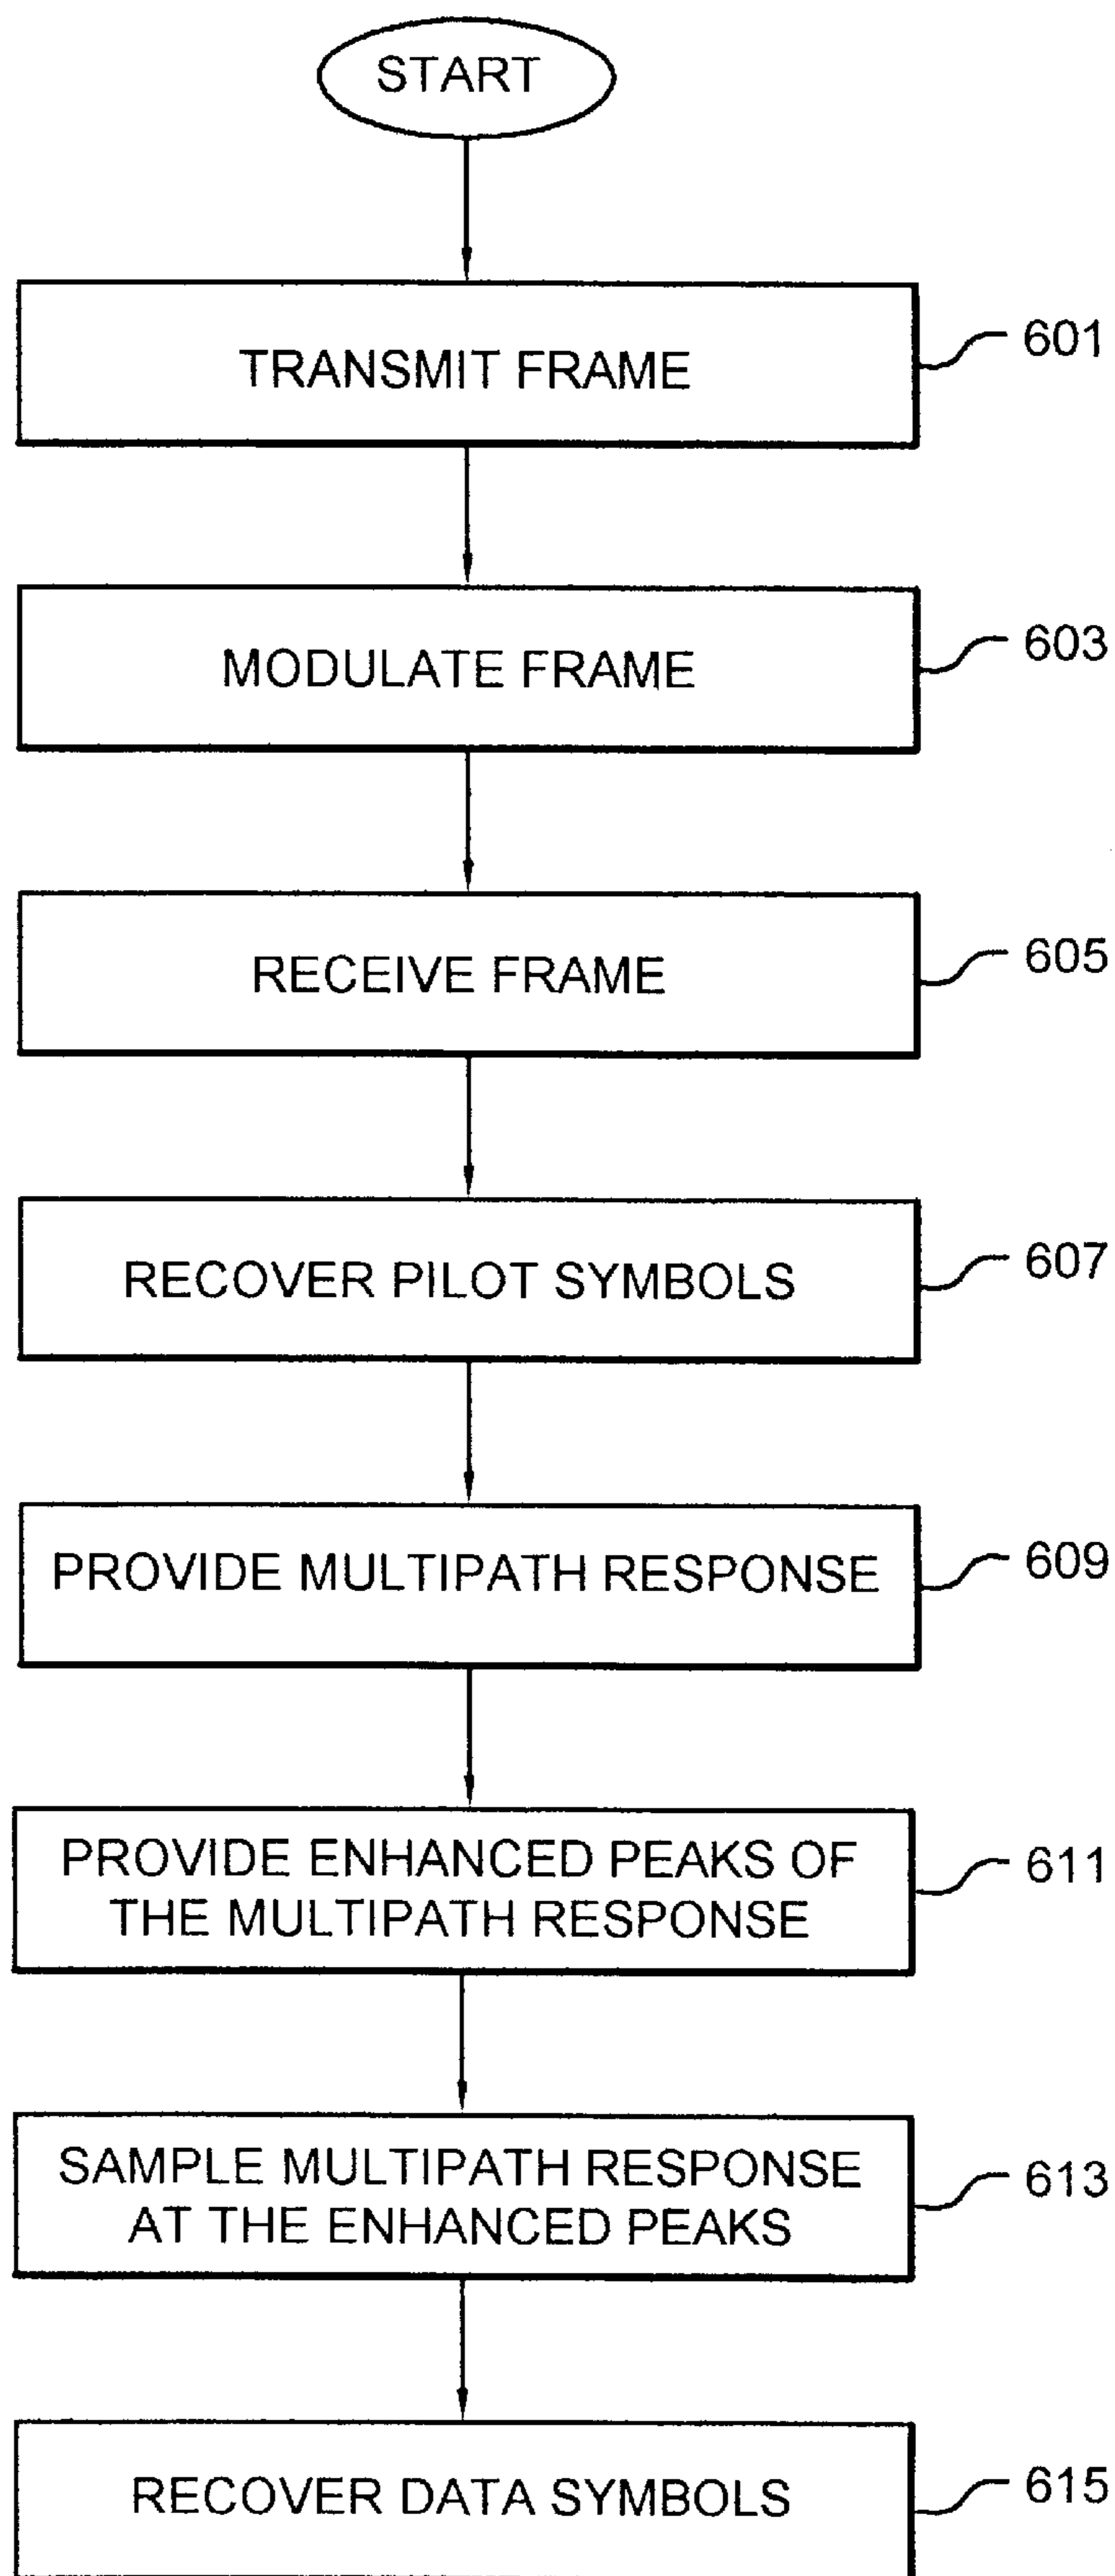 START
TRANSMIT FRAME
601
MODULATE FRAME
603
RECEIVE FRAME
605
RECOVER PILOT SYMBOLS
607
PROVIDE MULTIPATH RESPONSE
609
PROVIDE ENHANCED PEAKS OF
THE MULTIPATH RESPONSE
611
SAMPLE MULTIPATH RESPONSE
AT THE ENHANCED PEAKS
613
RECOVER DATA SYMBOLS
615